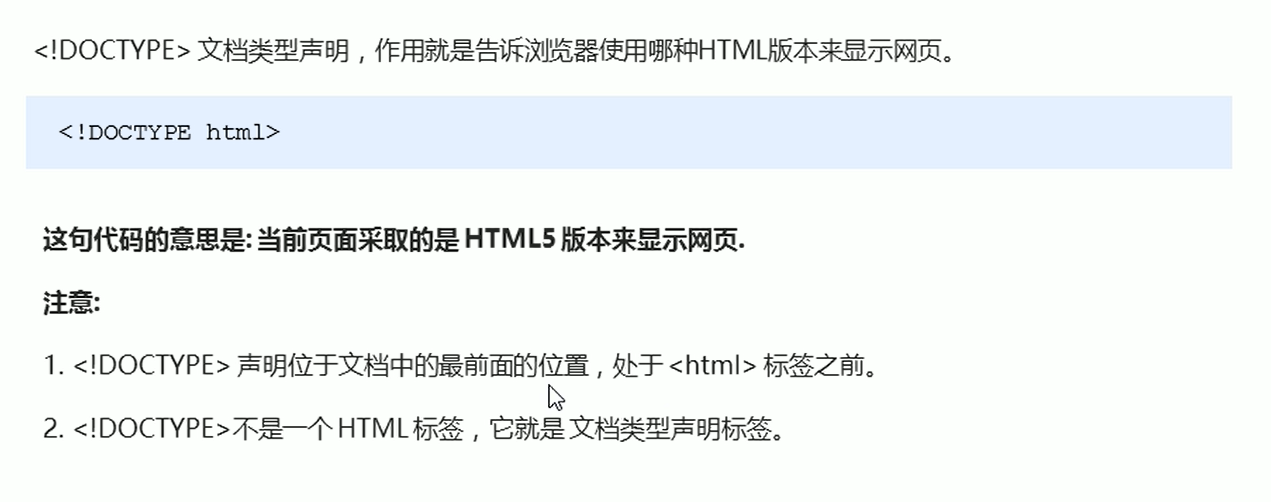 <!DOCTYPE> 文档类型声明，作用就是告诉浏览器使用哪种HTML版本来显示网页。
<!DOCTYPE html>
这句代码的意思是: 当前页面采取的是 HTML5 版本来显示网页.
注意:
1. <!DOCTYPE> 声明位于文档中的最前面的位置，处于 <html> 标签之前。
2. <!DOCTYPE>不是一个 HTML 标签，它就是 文档类型声明标签。